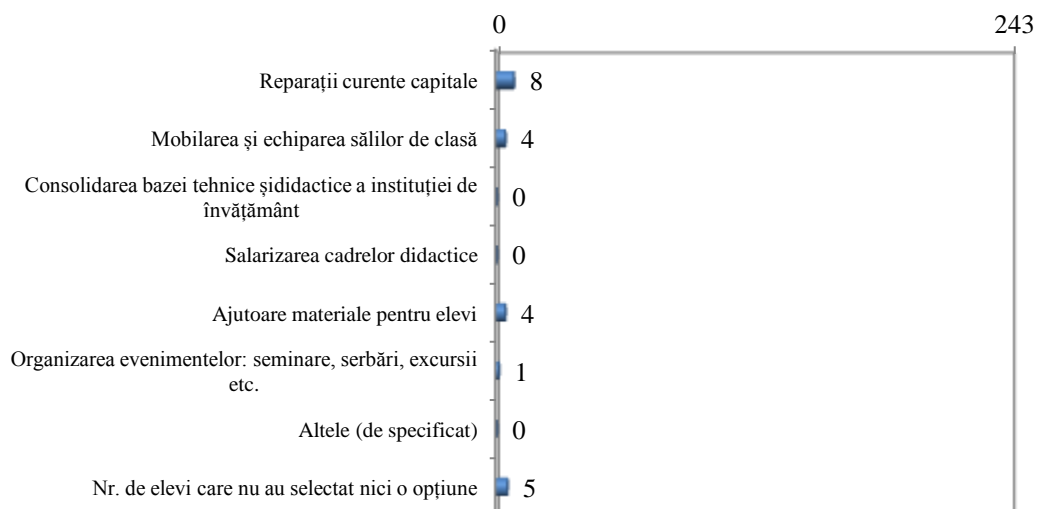 0 243
Reparații curente capitale 8
Mobilarea și echiparea sălilor de clasă 4
Consolidarea bazei tehnice șididactice a instituției de
învățământ 0
Salarizarea cadrelor didactice 0
Ajutoare materiale pentru elevi 4
Organizarea evenimentelor: seminare, serbări, excursii
etc. 1
Altele (de specificat) 0
Nr. de elevi care nu au selectat nici o opțiune 5